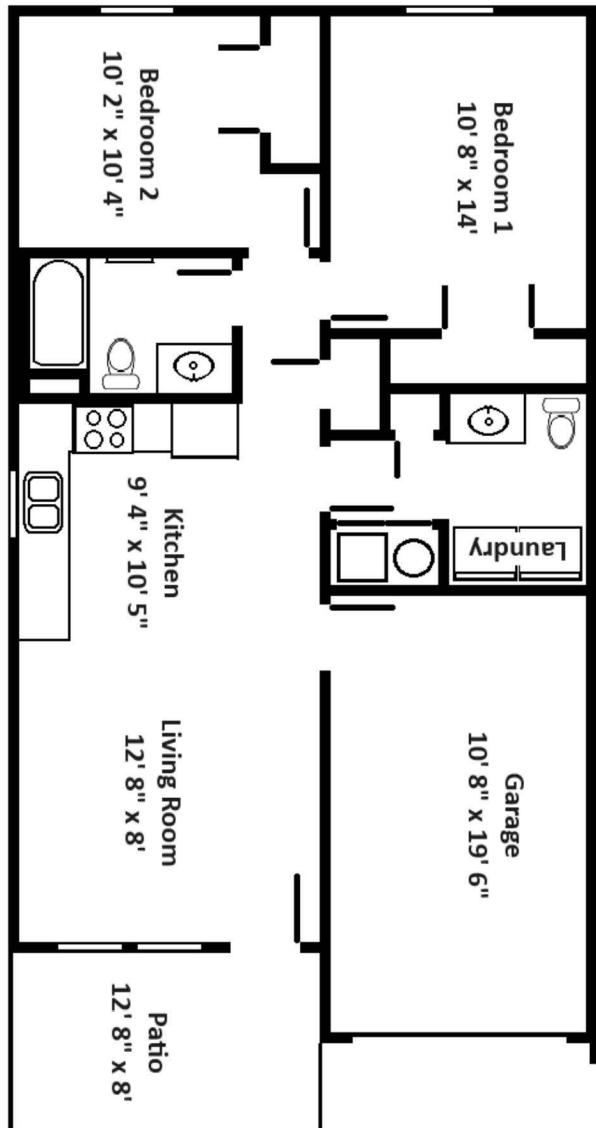 Bedroom 2
10' 2" x 10' 4"
Bedroom 1
10' 8" x 14'
Kitchen
9' 4" x 10' 5"
Laundry
Living Room
12' 8" x 8'
Garage
10' 8" x 19' 6"
Patio
12' 8" x 8'